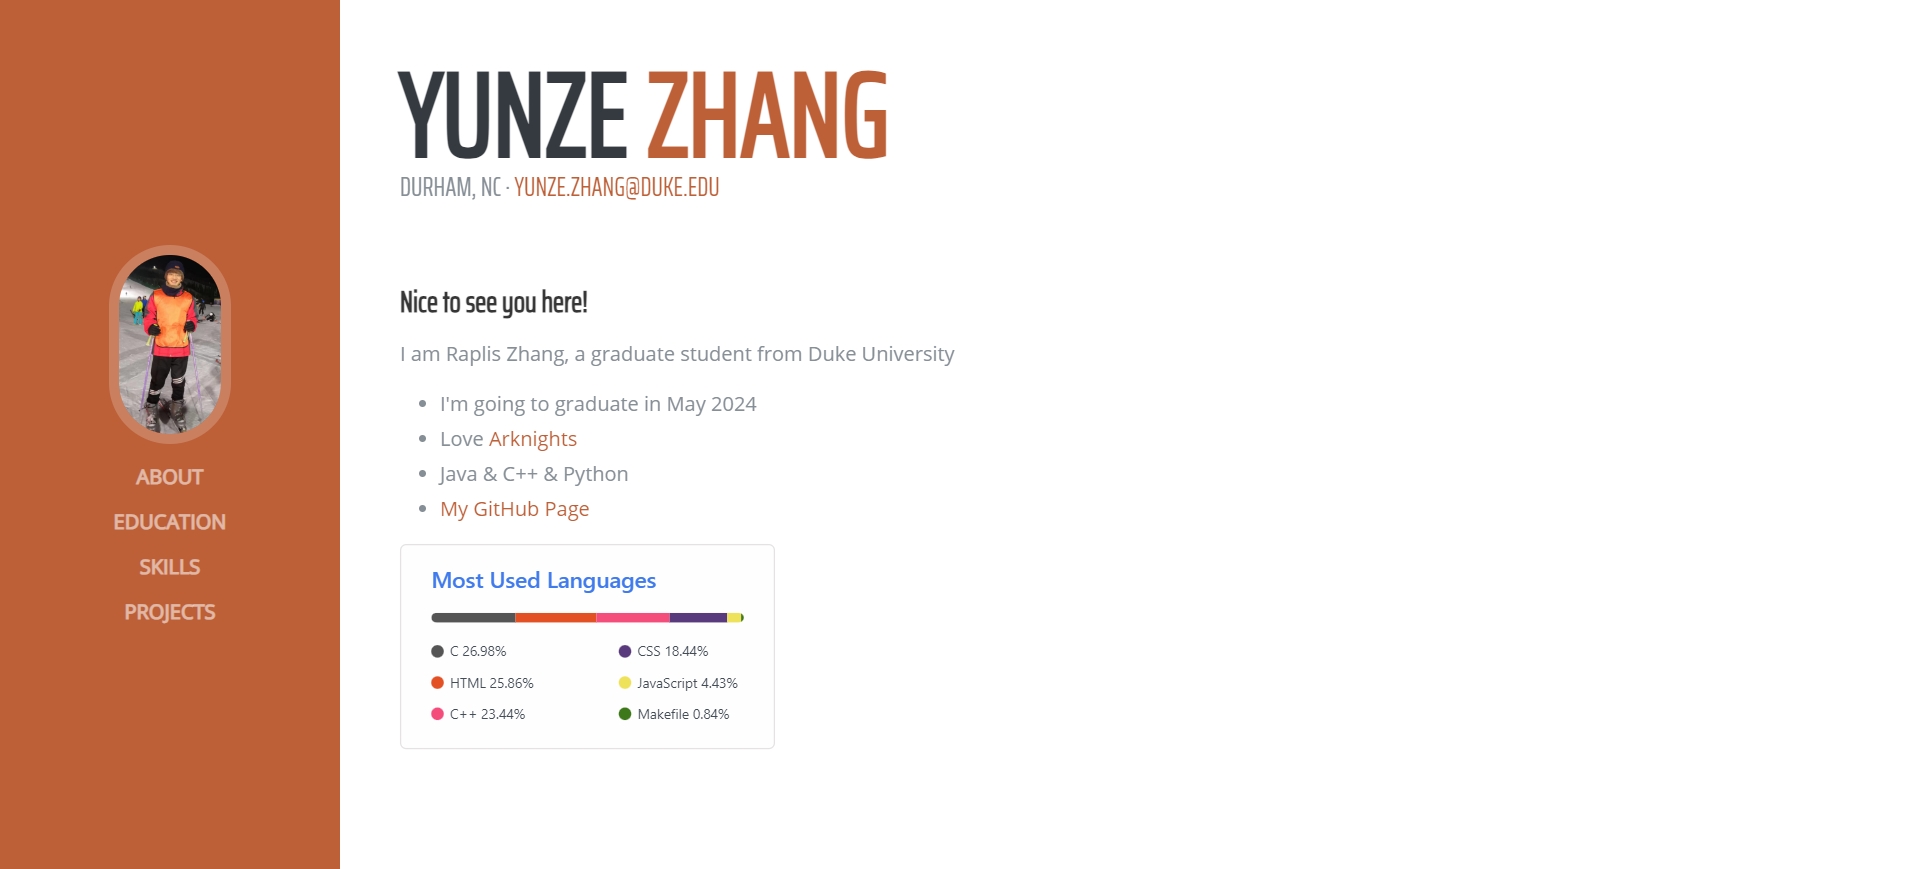 YUNZE ZHANG
DURHAM, NC · YUNZE.ZHANG@DUKE.EDU
ABOUT
EDUCATION
SKILLS
PROJECTS
Nice to see you here!
I am Raplis Zhang, a graduate student from Duke University
I'm going to graduate in May 2024
Love Arknights
Java & C++ & Python
My GitHub Page
Most Used Languages
C 26.98%
HTML 25.86%
C++ 23.44%
CSS 18.44%
JavaScript 4.43%
Makefile 0.84%